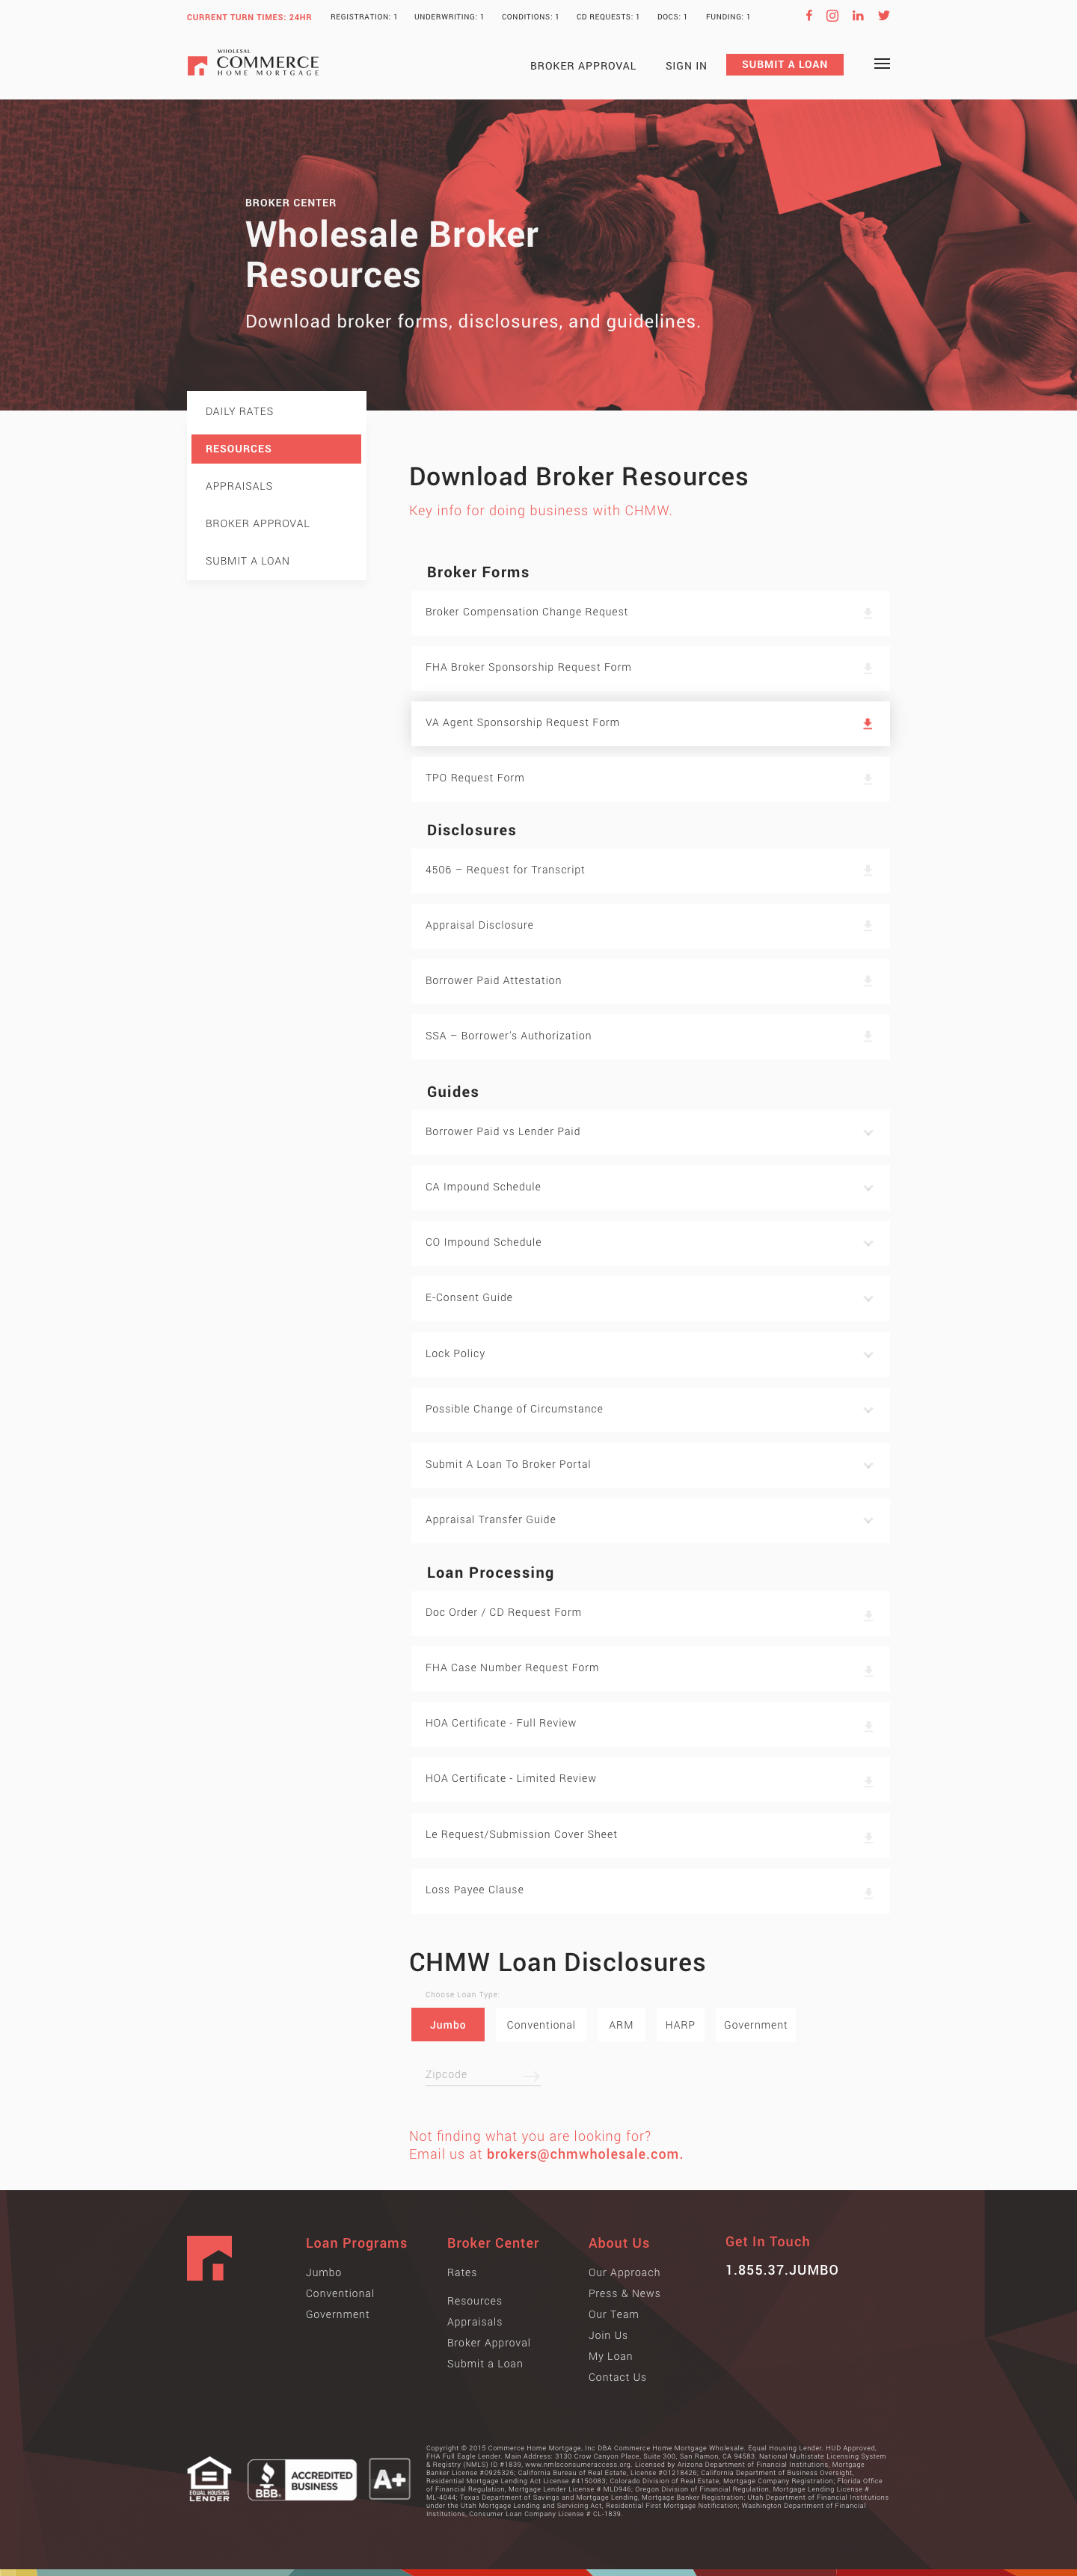 CURRENT TURN TIMES: 24HR REGISTRATION: 1 UNDERWRITING: 1 CONDITIONS: 1 CD REQUESTS: 1 DOCS: 1 FUNDING: 1
WHOLESAL
COMMERCE
HOME MORTGAGE
BROKER APPROVAL SIGN IN SUBMIT A LOAN
BROKER CENTER
Wholesale Broker
Resources
Download broker forms, disclosures, and guidelines.
DAILY RATES
RESOURCES
APPRAISALS
BROKER APPROVAL
SUBMIT A LOAN
Download Broker Resources
Key info for doing business with CHMW.
Broker Forms
Broker Compensation Change Request
FHA Broker Sponsorship Request Form
VA Agent Sponsorship Request Form
TPO Request Form
Disclosures
4506 – Request for Transcript
Appraisal Disclosure
Borrower Paid Attestation
SSA – Borrower's Authorization
Guides
Borrower Paid vs Lender Paid
CA Impound Schedule
CO Impound Schedule
E-Consent Guide
Lock Policy
Possible Change of Circumstance
Submit A Loan To Broker Portal
Appraisal Transfer Guide
Loan Processing
Doc Order / CD Request Form
FHA Case Number Request Form
HOA Certificate - Full Review
HOA Certificate - Limited Review
Le Request/Submission Cover Sheet
Loss Payee Clause
CHMW Loan Disclosures
Choose Loan Type:
Jumbo Conventional ARM HARP Government
Zipcode
Not finding what you are looking for?
Email us at brokers@chmwholesale.com.
Loan Programs
Jumbo
Conventional
Government
Broker Center
Rates
Resources
Appraisals
Broker Approval
Submit a Loan
About Us
Our Approach
Press & News
Our Team
Join Us
My Loan
Contact Us
Get In Touch
1.855.37.JUMBO
EQUAL HOUSING
LENDER
BBB.
ACCREDITED
BUSINESS
A+
Copyright © 2015 Commerce Home Mortgage, Inc DBA Commerce Home Mortgage Wholesale. Equal Housing Lender. HUD Approved,
FHA Full Eagle Lender. Main Address: 3130 Crow Canyon Place, Suite 300, San Ramon, CA 94583. National Multistate Licensing System
& Registry (NMLS) ID #1839, www.nmlsconsumeraccess.org. Licensed by Arizona Department of Financial Institutions, Mortgage
Banker License #0925326; California Bureau of Real Estate, License #01218426; California Department of Business Oversight,
Residential Mortgage Lending Act License #4150083; Colorado Division of Real Estate, Mortgage Company Registration; Florida Office
of Financial Regulation, Mortgage Lender License # MLD946; Oregon Division of Financial Regulation, Mortgage Lending License #
ML-4044; Texas Department of Savings and Mortgage Lending, Mortgage Banker Registration; Utah Department of Financial Institutions
under the Utah Mortgage Lending and Servicing Act, Residential First Mortgage Notification; Washington Department of Financial
Institutions, Consumer Loan Company License # CL-1839.